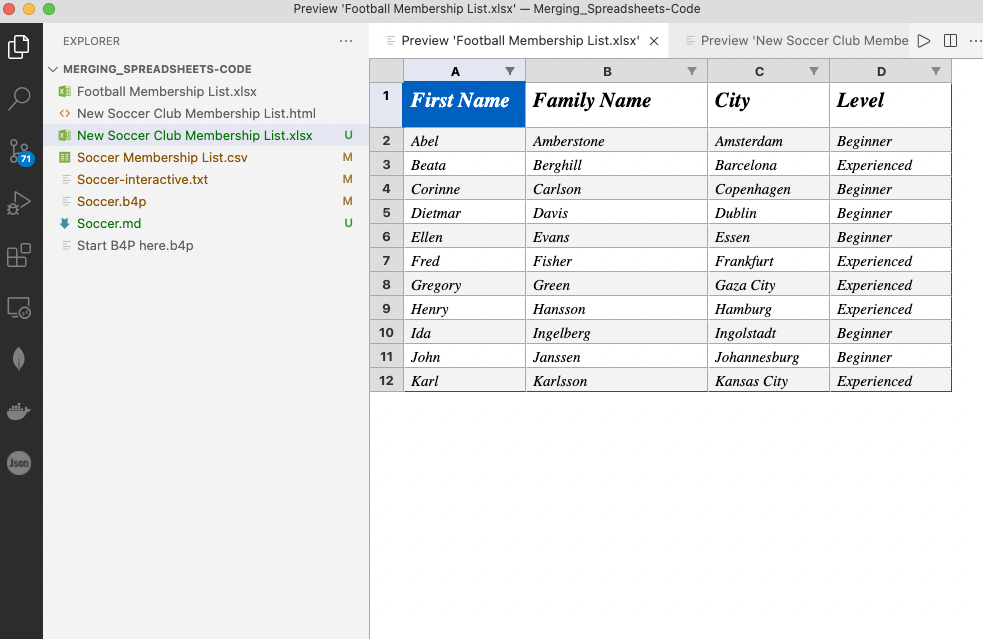 Preview 'Football Membership List.xlsx' — Merging_Spreadsheets-Code
EXPLORER ···
MERGING_SPREADSHEETS-CODE
Football Membership List.xlsx
New Soccer Club Membership List.html
New Soccer Club Membership List.xlsx U
Soccer Membership List.csv M
Soccer-interactive.txt M
Soccer.b4p M
Soccer.md U
Start B4P here.b4p
71
Json
Preview 'Football Membership List.xlsx' Preview 'New Soccer Club Membe ···
A B C D
1 First Name Family Name City Level
2 Abel Amberstone Amsterdam Beginner
3 Beata Berghill Barcelona Experienced
4 Corinne Carlson Copenhagen Beginner
5 Dietmar Davis Dublin Beginner
6 Ellen Evans Essen Beginner
7 Fred Fisher Frankfurt Experienced
8 Gregory Green Gaza City Experienced
9 Henry Hansson Hamburg Experienced
10 Ida Ingelberg Ingolstadt Beginner
11 John Janssen Johannesburg Beginner
12 Karl Karlsson Kansas City Experienced